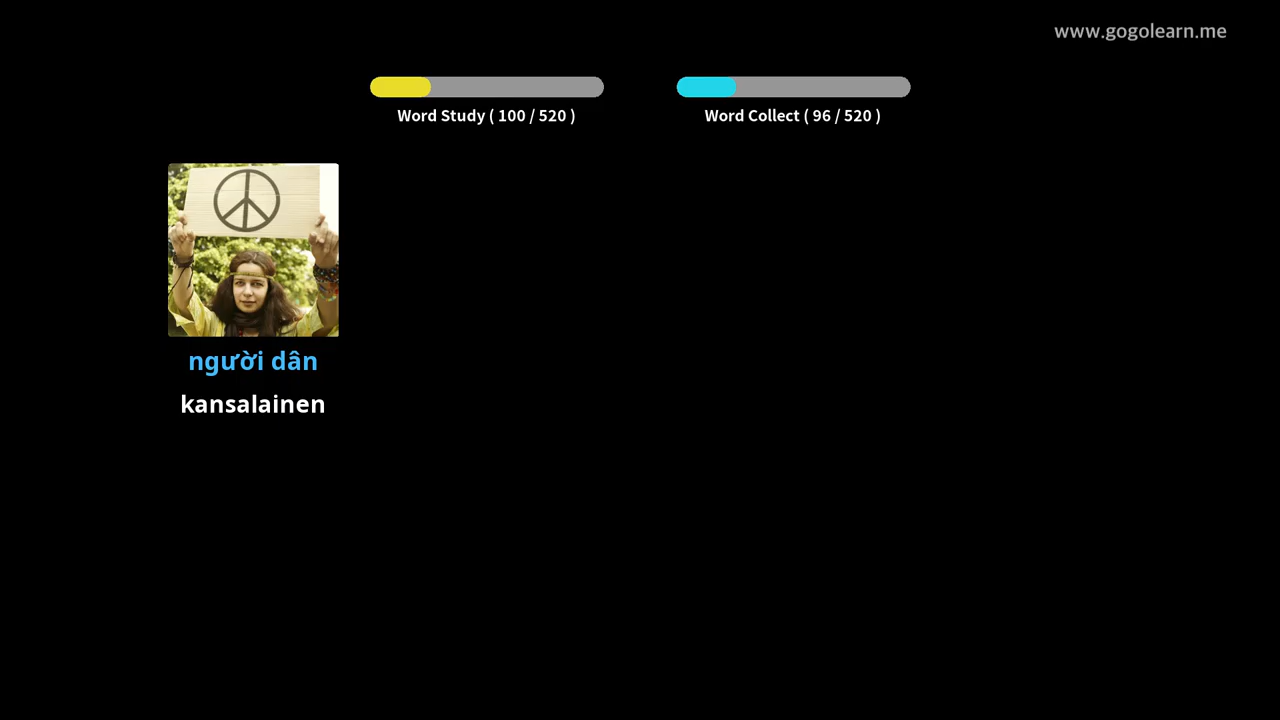 www.gogolearn.me
Word Study ( 100 / 520 )
Word Collect ( 96 / 520 )
người dân
kansalainen